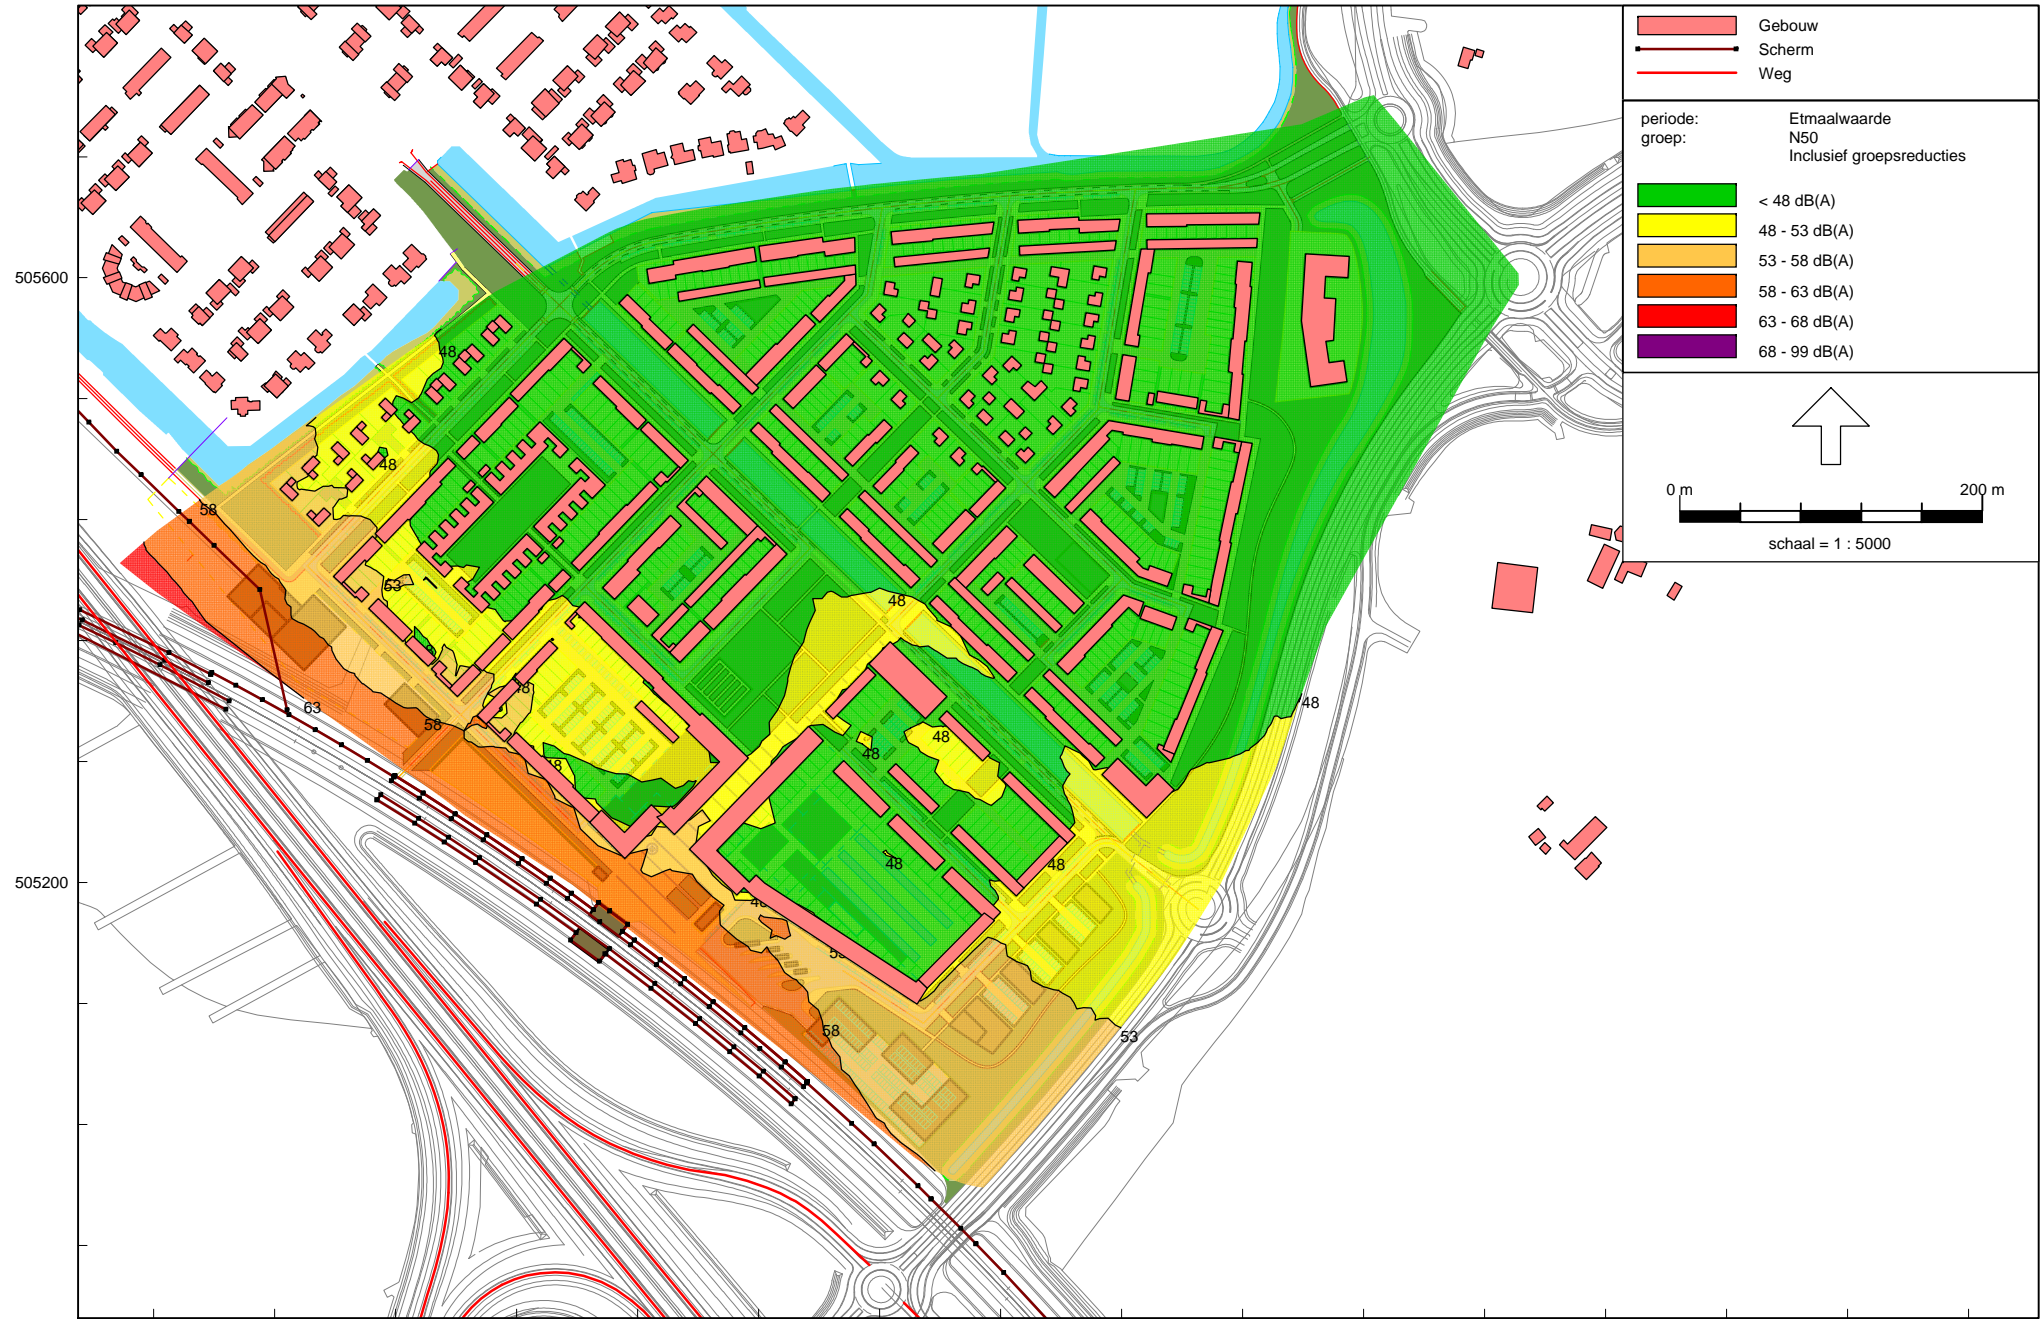 Gebouw
Scherm
Weg
periode: Etmaalwaarde
groep: N50
Inclusief groepsreducties
< 48 dB(A)
48 - 53 dB(A)
53 - 58 dB(A)
58 - 63 dB(A)
63 - 68 dB(A)
68 - 99 dB(A)
0 m 200 m
schaal = 1 : 5000
505600
505200
48
48
58
53
48
48
63
58
48
48
48
48
48
48
58
53